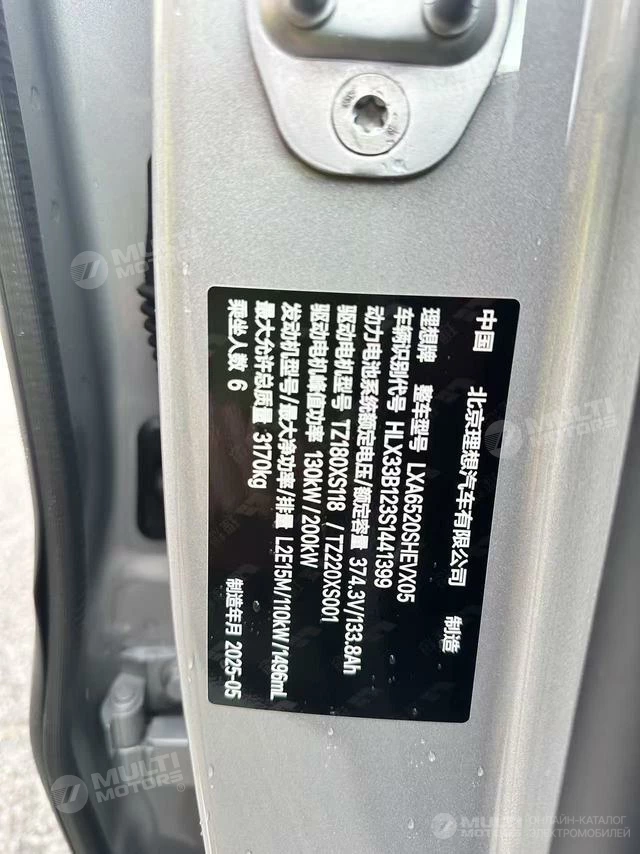 中国 北京理想汽车有限公司 制造
理想牌 整车型号 LXA6520SHEVX05
车辆识别代号 HLX33B123S1441399
动力电池系统额定电压/额定容量 374.3V/133.8Ah
驱动电机型号 TZ180XSI18 / TZ220XS001
驱动电机峰值功率 130kW/200kW
发动机型号/最大净功率/排量 L2E15M/110kW/1496mL
最大允许总质量 3170kg
乘坐人数 6 制造年月 2025-05
MULTI MOTORS®
MULTI MOTORS
MULTI MOTORS®
MULTI MOTORS
ОНЛАЙН-КАТАЛОГ
ЭЛЕКТРОМОБИЛЕЙ